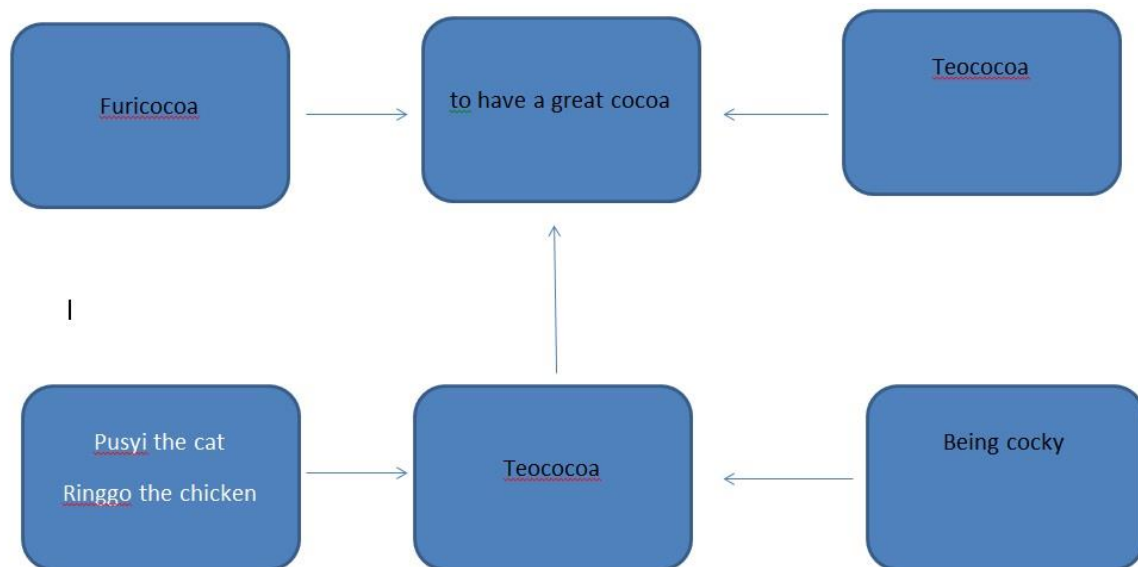 Furicocoa
to have a great cocoa
Teococoa
Pusyi the cat
Ringgo the chicken
Teococoa
Being cocky